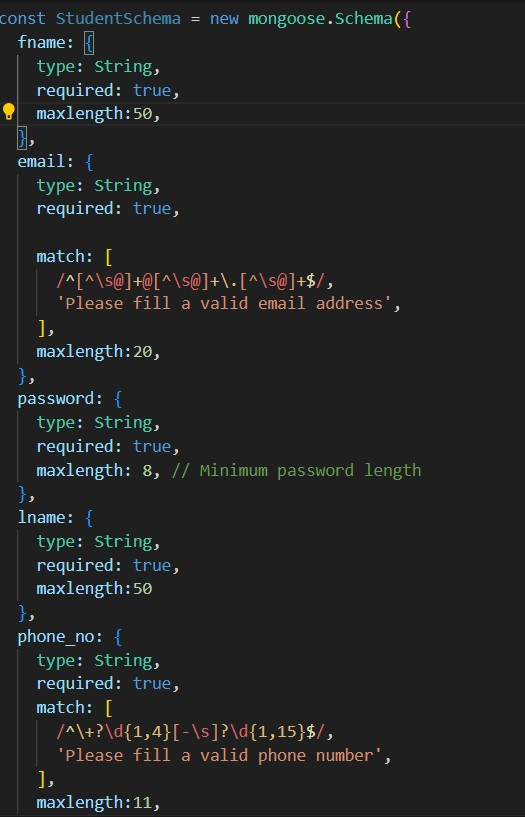 const StudentSchema = new mongoose.Schema({
  fname: {
    type: String,
    required: true,
    maxlength:50,
  },
  email: {
    type: String,
    required: true,

    match: [
      /^[^\s@]+@[^\s@]+\.[^\s@]+$/,
      'Please fill a valid email address',
    ],
    maxlength:20,
  },
  password: {
    type: String,
    required: true,
    maxlength: 8, // Minimum password length
  },
  lname: {
    type: String,
    required: true,
    maxlength:50
  },
  phone_no: {
    type: String,
    required: true,
    match: [
      /^\+?\d{1,4}[-\s]?\d{1,15}$/,
      'Please fill a valid phone number',
    ],
    maxlength:11,